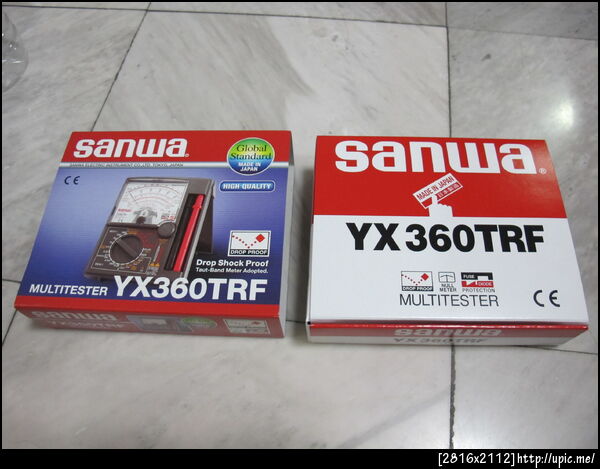 sanwa®
SANWA ELECTRIC INSTRUMENT CO., LTD. TOKYO, JAPAN
CE
Global
Standard
MADE IN
JAPAN
HIGH QUALITY
DROP PROOF
Drop Shock Proof
Taut-Band Meter Adopted.
MULTITESTER YX360TRF
YX360TRF
sanwa®
MADE IN JAPAN
YX360TRF
DROP PROOF
NULL
METER
FUSE
DIODE
PROTECTION
MULTITESTER
CE
sanwa
YX360TRF
[2816x2112]http://upic.me/